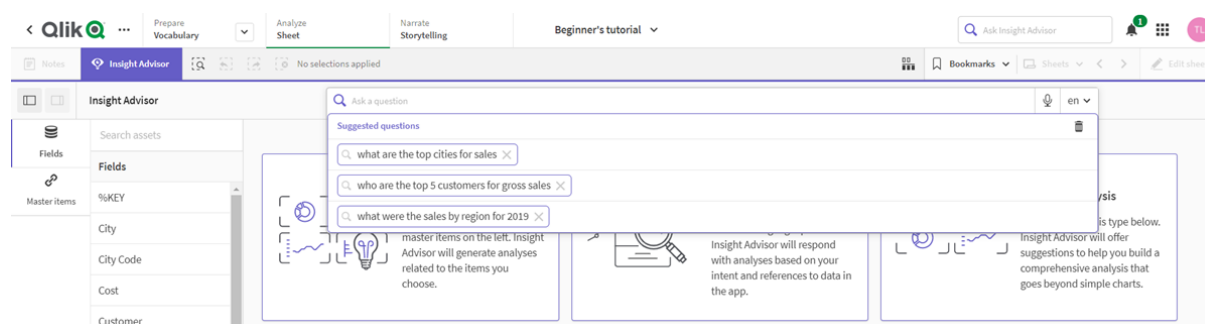 Qlik
Prepare
Vocabulary
Analyze
Sheet
Narrate
Storytelling
Beginner's tutorial
Ask Insight Advisor
1
TL
Notes
Insight Advisor
No selections applied
Bookmarks
Sheets
Edit shee
Insight Advisor
Ask a question
en
Fields
Master items
Search assets
Fields
%KEY
City
City Code
Cost
Customer
Suggested questions
what are the top cities for sales
who are the top 5 customers for gross sales
what were the sales by region for 2019
master items on the left. Insight
Advisor will generate analyses
related to the items you
choose.
Insight Advisor will respond
with analyses based on your
intent and references to data in
the app.
ysis
is type below.
Insight Advisor will offer
suggestions to help you build a
comprehensive analysis that
goes beyond simple charts.